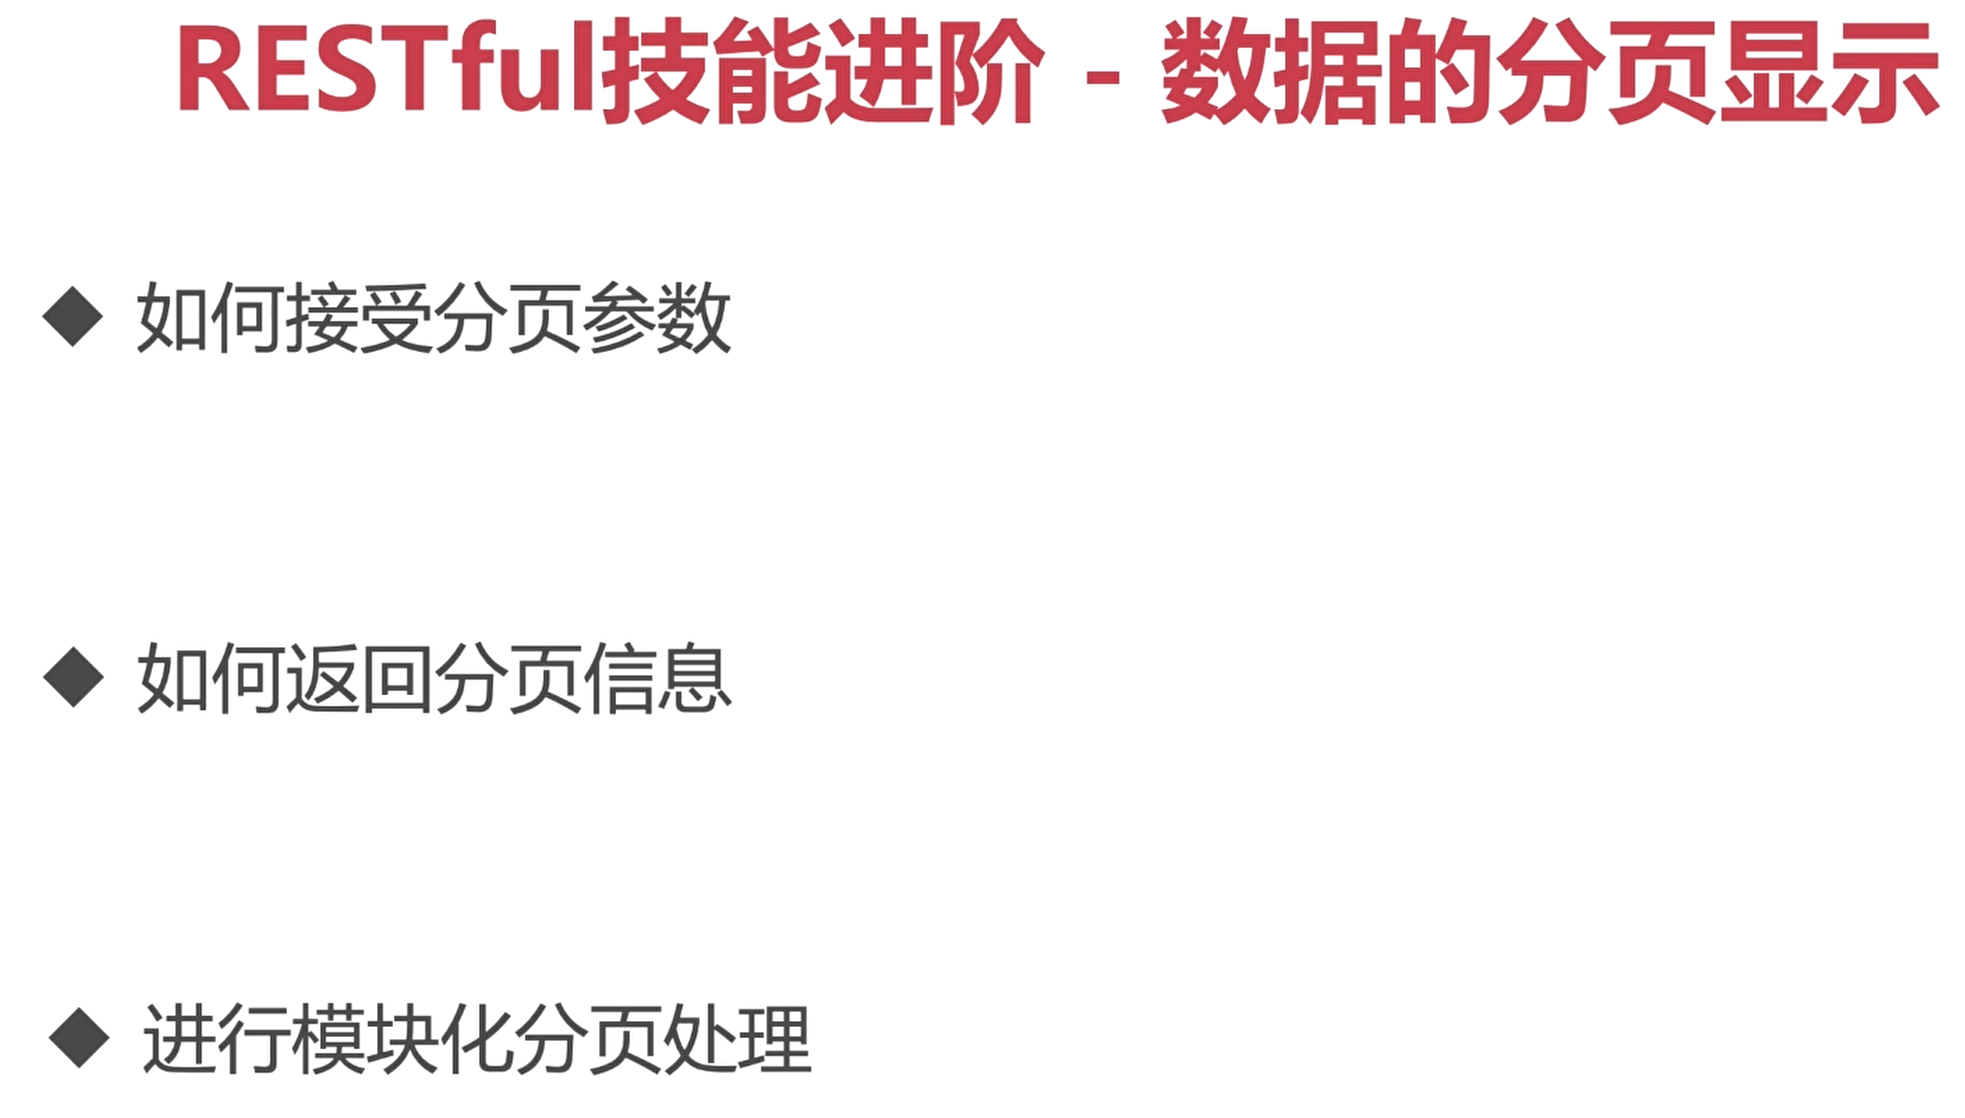 RESTful技能进阶 - 数据的分页显示
◆ 如何接受分页参数
◆ 如何返回分页信息
◆ 进行模块化分页处理